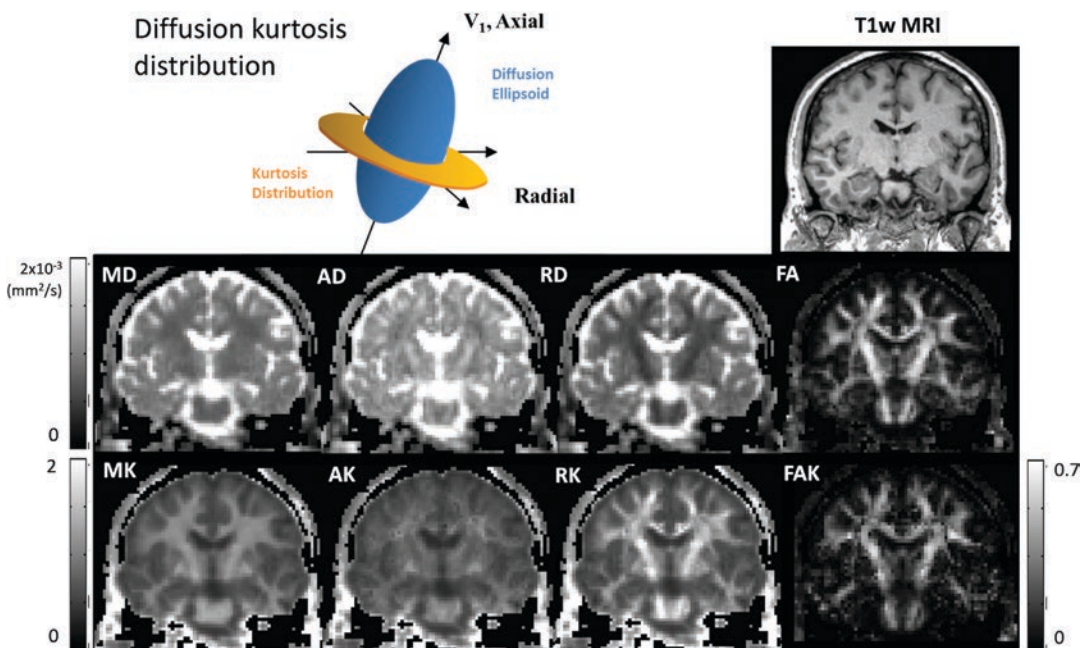 Diffusion kurtosis
distribution
V₁, Axial
Diffusion
Ellipsoid
Kurtosis
Distribution
Radial
T1w MRI
2x10⁻³
(mm²/s)
0
MD
AD
RD
FA
2
0
MK
AK
RK
FAK
0.7
0